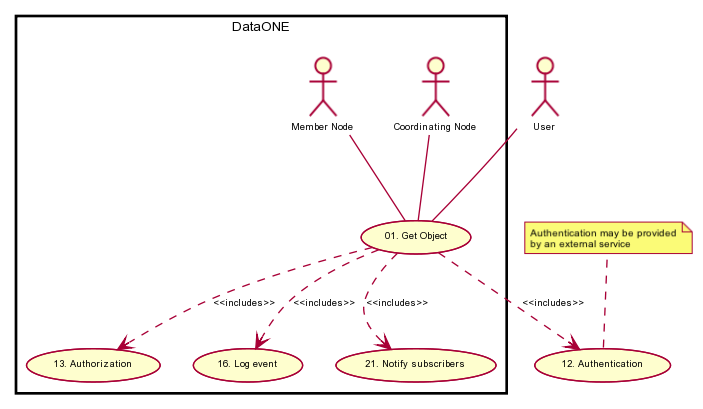 DataONE
Member Node
Coordinating Node
User
01. Get Object
Authentication may be provided
by an external service
<<includes>>
<<includes>>
<<includes>>
<<includes>>
13. Authorization
16. Log event
21. Notify subscribers
12. Authentication